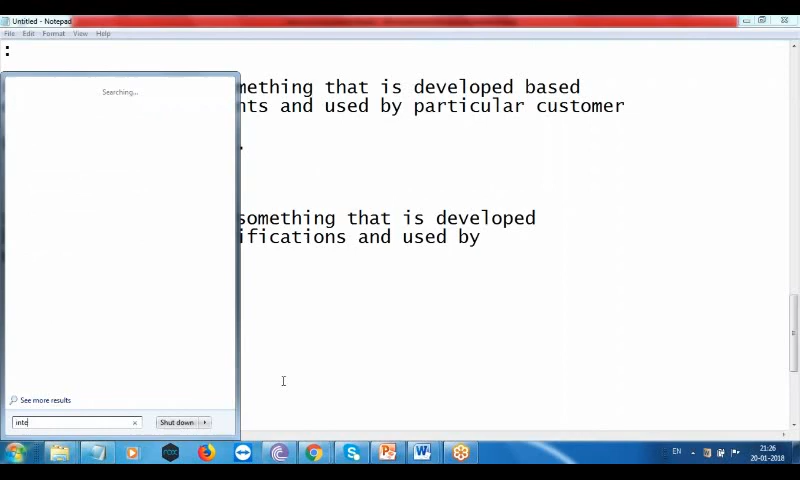 Untitled - Notepad
File Edit Format View Help
:
Searching...
mething that is developed based
nts and used by particular customer
.
something that is developed
ifications and used by
See more results
inte
Shut down
EN
21:26
20-01-2018